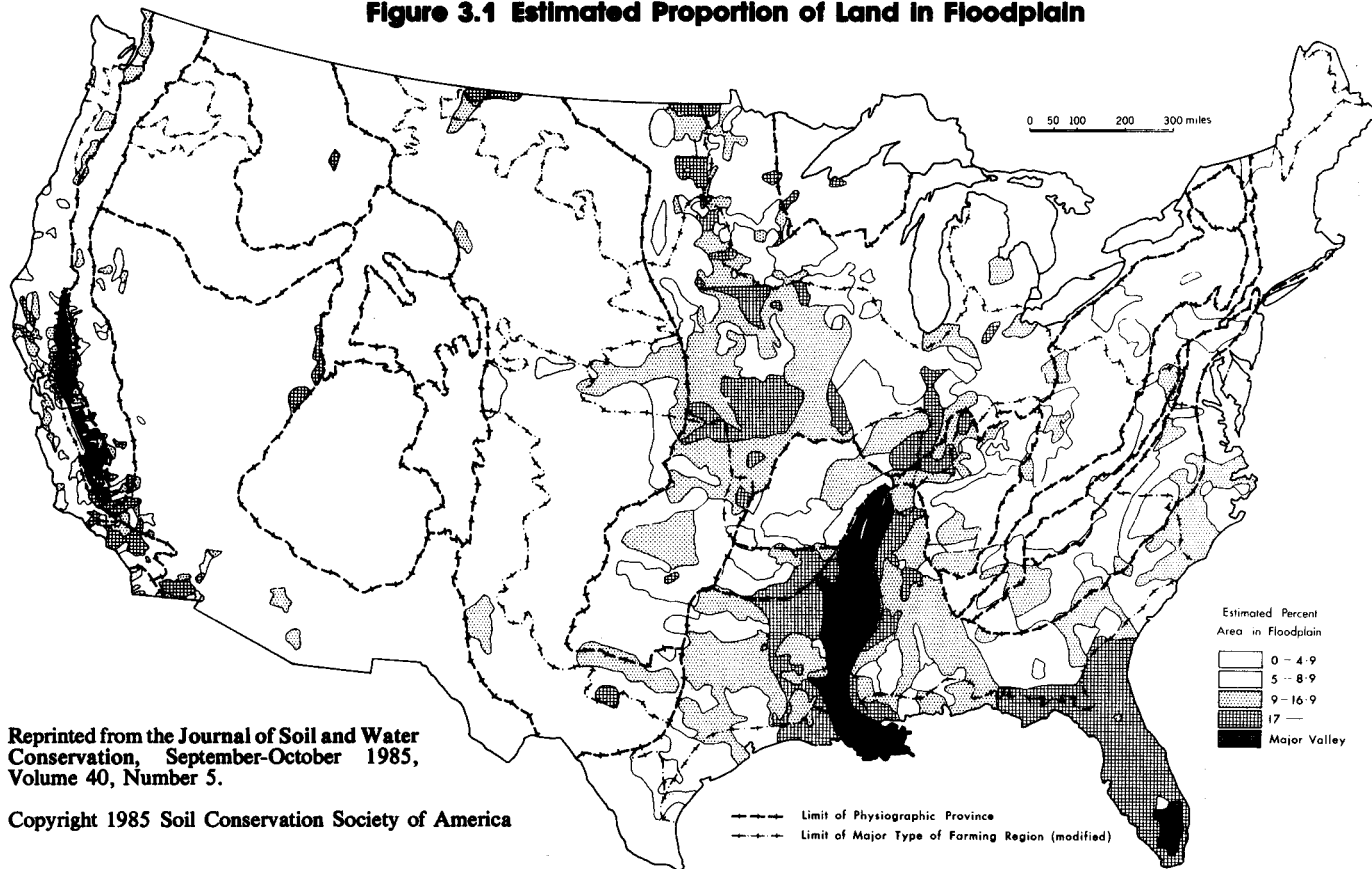 Figure 3.1 Estimated Proportion of Land in Floodplain
0 50 100 200 300 miles
Estimated Percent
Area in Floodplain
0 - 4·9
5 - 8·9
9 - 16·9
17 —
Major Valley
Reprinted from the Journal of Soil and Water
Conservation, September-October 1985,
Volume 40, Number 5.
Copyright 1985 Soil Conservation Society of America
Limit of Physiographic Province
Limit of Major Type of Farming Region (modified)